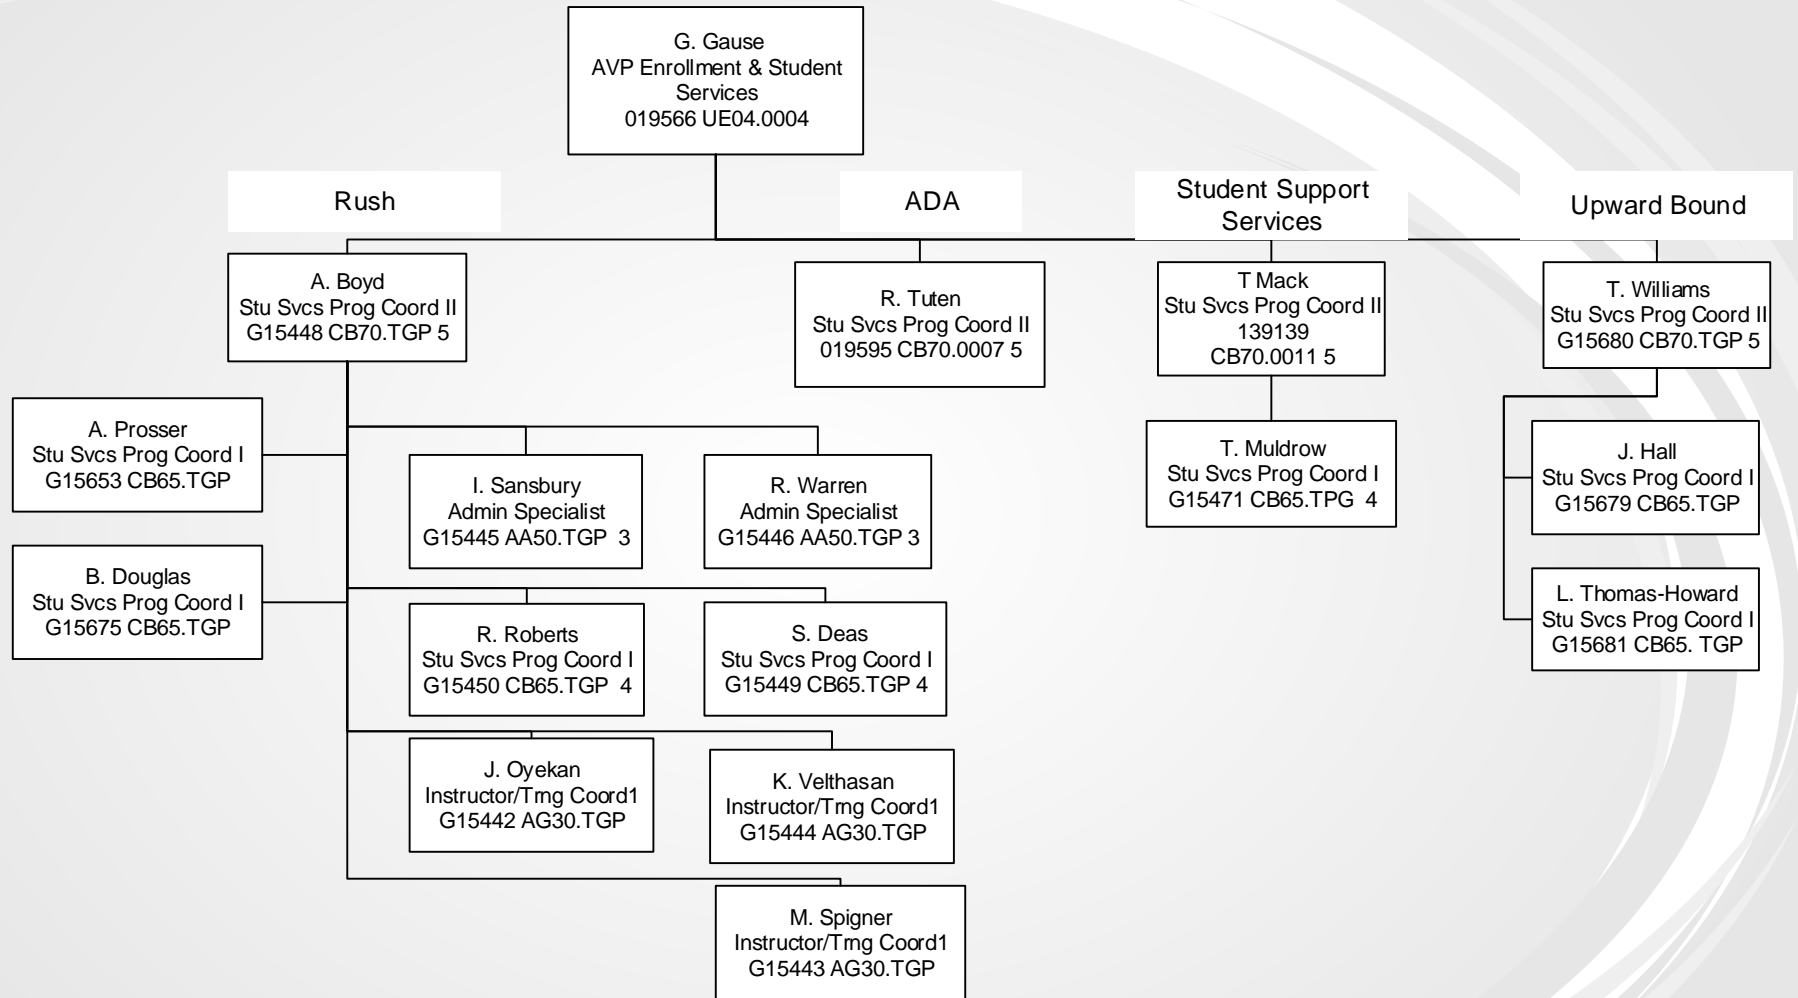 G. Gause
AVP Enrollment & Student
Services
019566 UE04.0004
Rush
ADA
Student Support
Services
Upward Bound
A. Boyd
Stu Svcs Prog Coord II
G15448 CB70.TGP 5
R. Tuten
Stu Svcs Prog Coord II
019595 CB70.0007 5
T Mack
Stu Svcs Prog Coord II
139139
CB70.0011 5
T. Williams
Stu Svcs Prog Coord II
G15680 CB70.TGP 5
A. Prosser
Stu Svcs Prog Coord I
G15653 CB65.TGP
I. Sansbury
Admin Specialist
G15445 AA50.TGP  3
R. Warren
Admin Specialist
G15446 AA50.TGP 3
T. Muldrow
Stu Svcs Prog Coord I
G15471 CB65.TPG  4
J. Hall
Stu Svcs Prog Coord I
G15679 CB65.TGP
B. Douglas
Stu Svcs Prog Coord I
G15675 CB65.TGP
R. Roberts
Stu Svcs Prog Coord I
G15450 CB65.TGP  4
S. Deas
Stu Svcs Prog Coord I
G15449 CB65.TGP 4
L. Thomas-Howard
Stu Svcs Prog Coord I
G15681 CB65. TGP
J. Oyekan
Instructor/Trng Coord1
G15442 AG30.TGP
K. Velthasan
Instructor/Trng Coord1
G15444 AG30.TGP
M. Spigner
Instructor/Trng Coord1
G15443 AG30.TGP